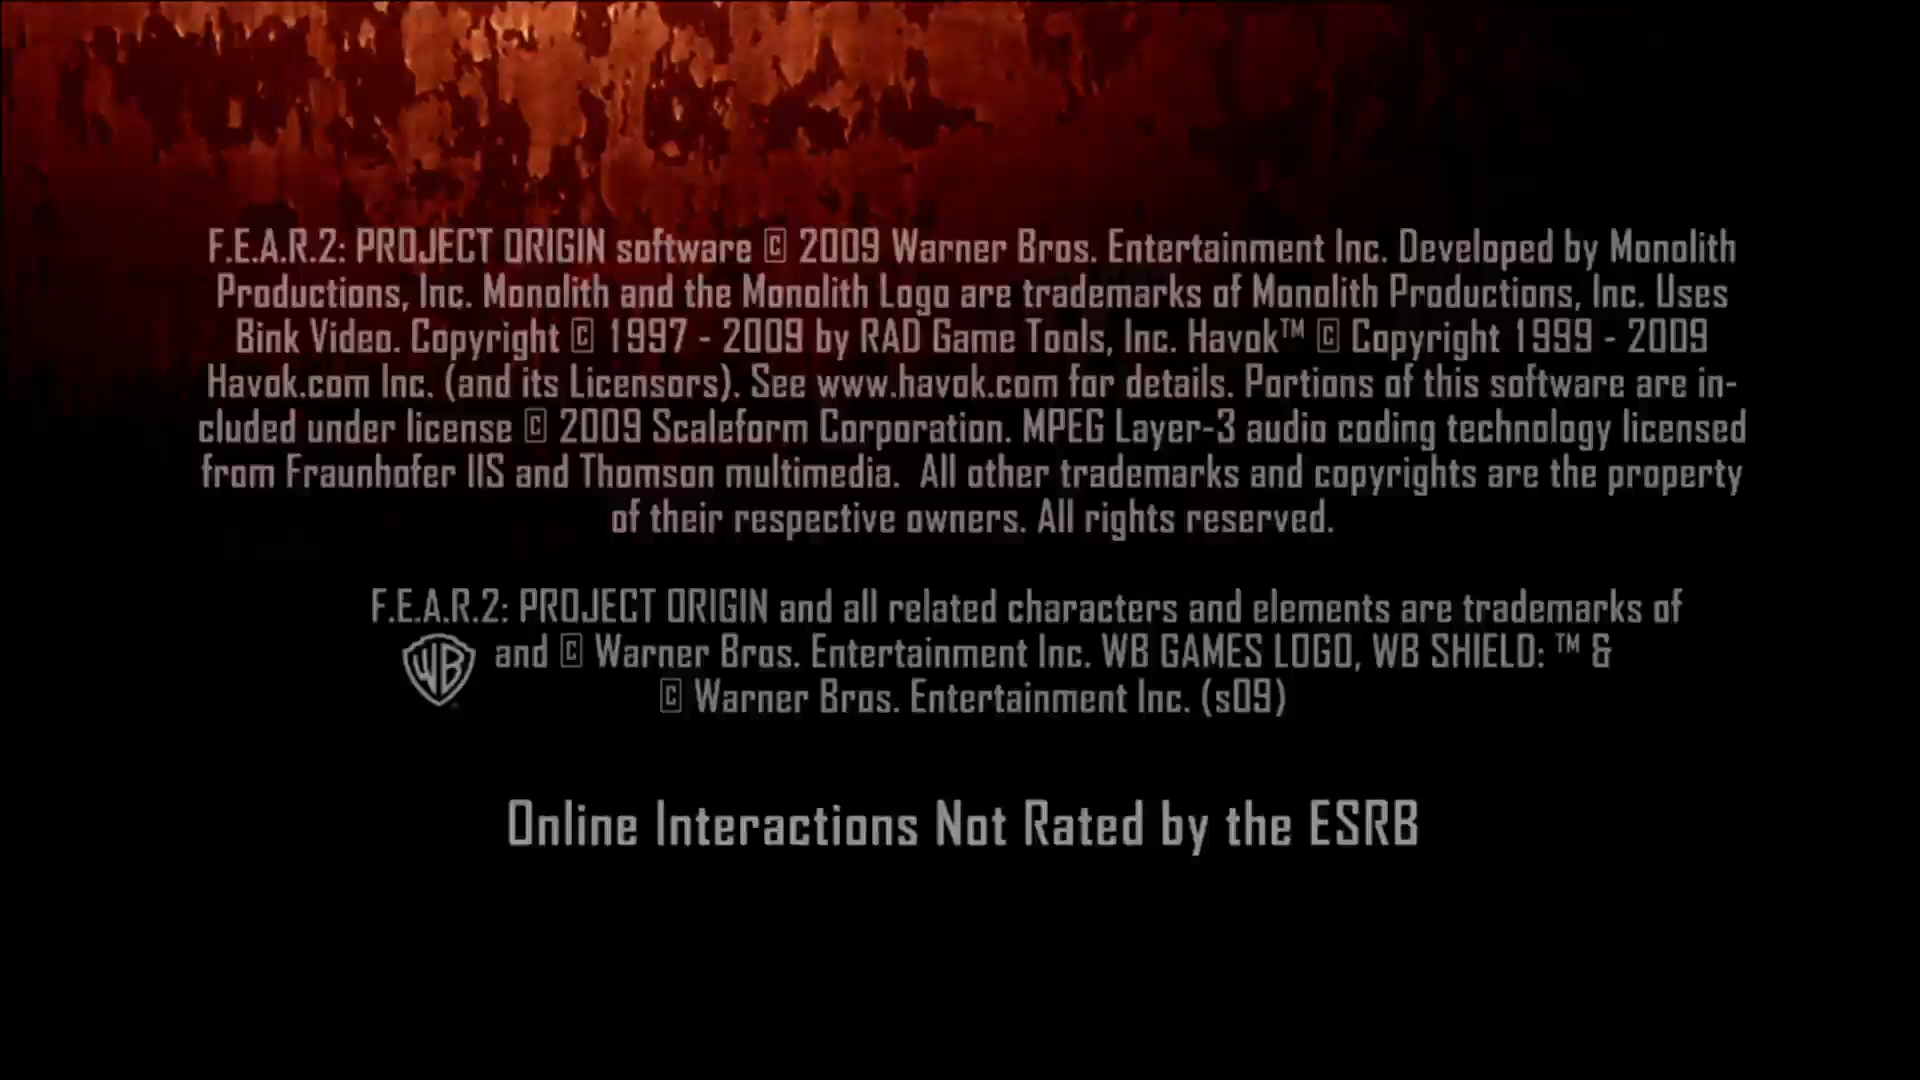 F.E.A.R.2: PROJECT ORIGIN software © 2009 Warner Bros. Entertainment Inc. Developed by Monolith
Productions, Inc. Monolith and the Monolith Logo are trademarks of Monolith Productions, Inc. Uses
Bink Video. Copyright © 1997 - 2009 by RAD Game Tools, Inc. Havok™ © Copyright 1999 - 2009
Havok.com Inc. (and its Licensors). See www.havok.com for details. Portions of this software are in-
cluded under license © 2009 Scaleform Corporation. MPEG Layer-3 audio coding technology licensed
from Fraunhofer IIS and Thomson multimedia.  All other trademarks and copyrights are the property
of their respective owners. All rights reserved.
F.E.A.R.2: PROJECT ORIGIN and all related characters and elements are trademarks of
WB and © Warner Bros. Entertainment Inc. WB GAMES LOGO, WB SHIELD: ™ &
© Warner Bros. Entertainment Inc. (s09)
Online Interactions Not Rated by the ESRB